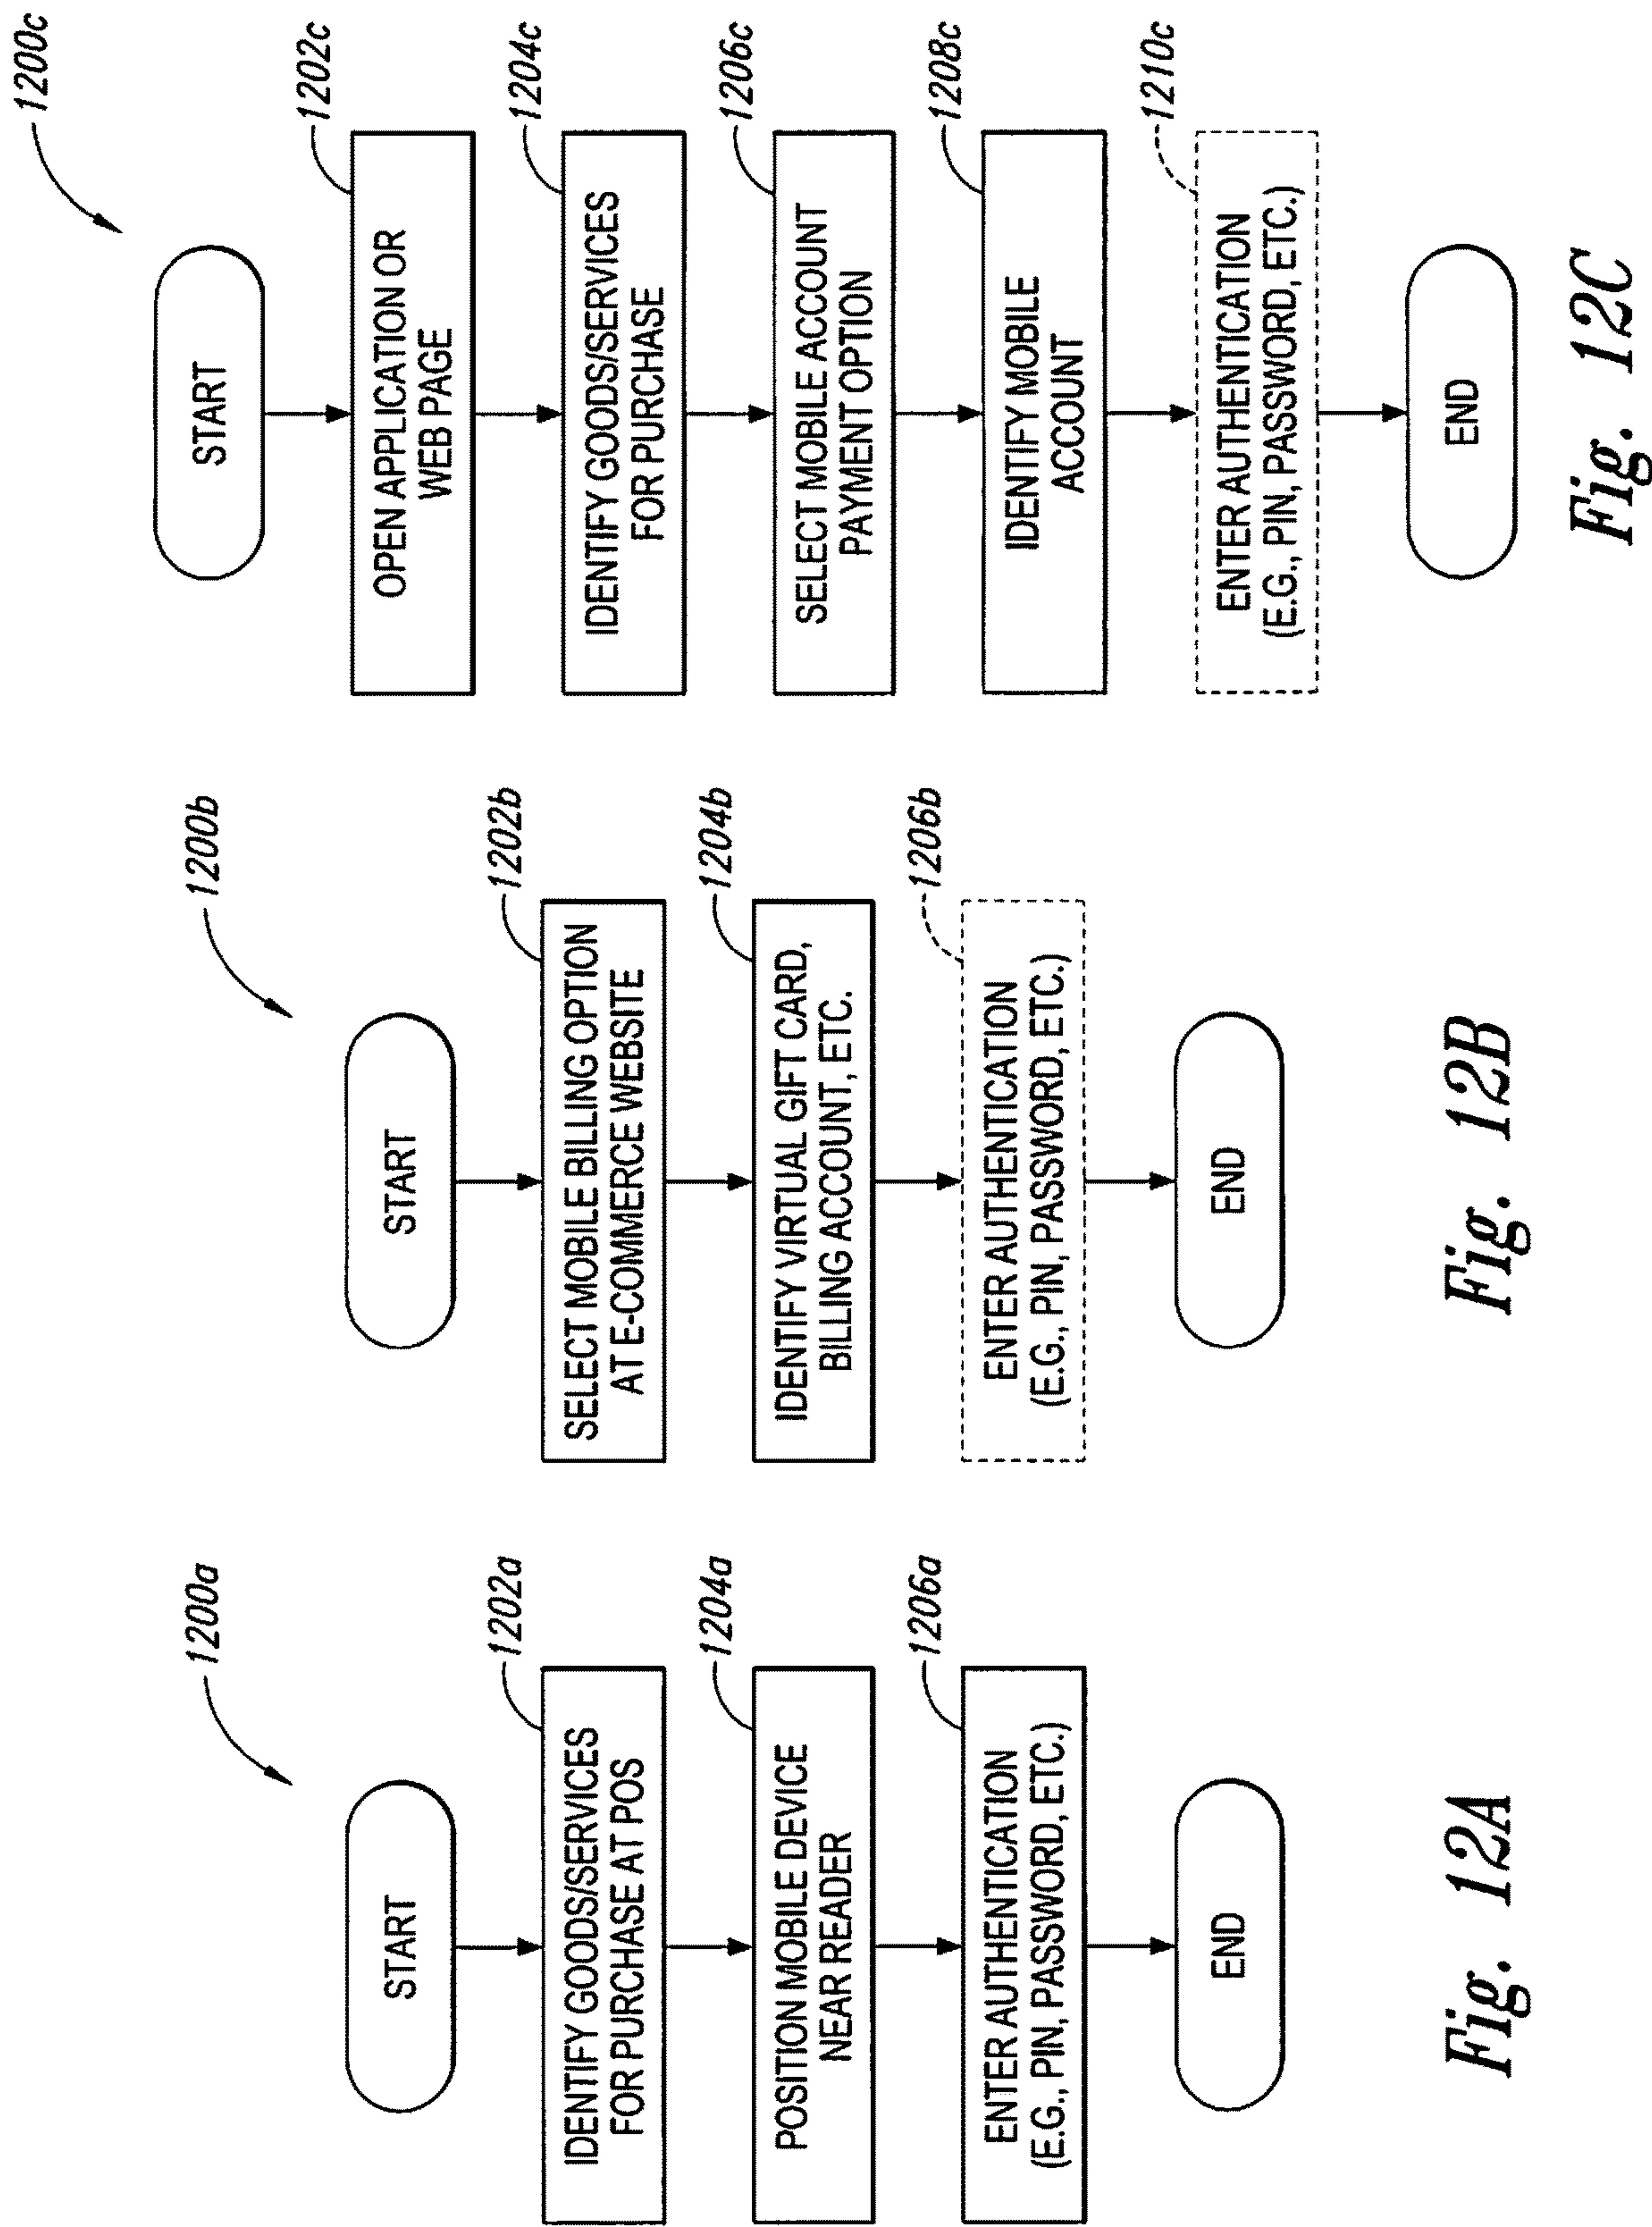 1200a
START
1202a
IDENTIFY GOODS/SERVICES
FOR PURCHASE AT POS
1204a
POSITION MOBILE DEVICE
NEAR READER
1206a
ENTER AUTHENTICATION
(E.G., PIN, PASSWORD, ETC.)
END
Fig. 12A
1200b
START
1202b
SELECT MOBILE BILLING OPTION
AT E-COMMERCE WEBSITE
1204b
IDENTIFY VIRTUAL GIFT CARD,
BILLING ACCOUNT, ETC.
1206b
ENTER AUTHENTICATION
(E.G., PIN, PASSWORD, ETC.)
END
Fig. 12B
1200c
START
1202c
OPEN APPLICATION OR
WEB PAGE
1204c
IDENTIFY GOODS/SERVICES
FOR PURCHASE
1206c
SELECT MOBILE ACCOUNT
PAYMENT OPTION
1208c
IDENTIFY MOBILE
ACCOUNT
1210c
ENTER AUTHENTICATION
(E.G., PIN, PASSWORD, ETC.)
END
Fig. 12C